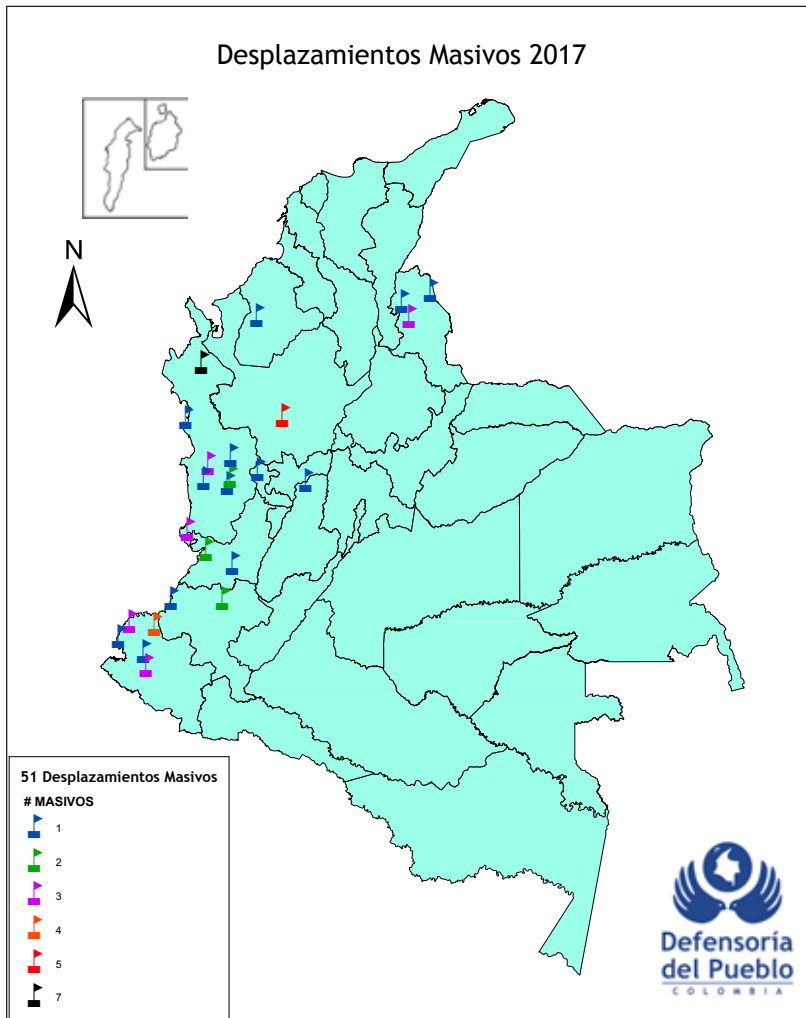 Desplazamientos Masivos 2017
N
51 Desplazamientos Masivos
# MASIVOS
1
2
3
4
5
7
Defensoría
del Pueblo
COLOMBIA